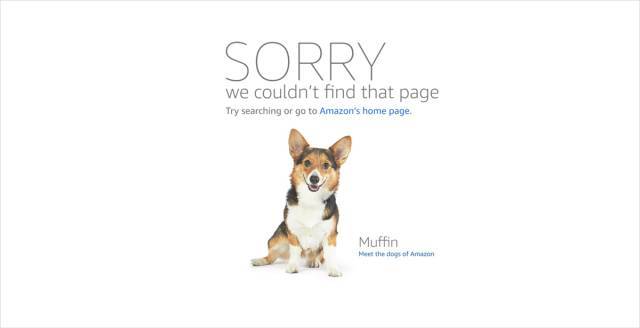 SORRY
we couldn't find that page
Try searching or go to Amazon's home page.
Muffin
Meet the dogs of Amazon